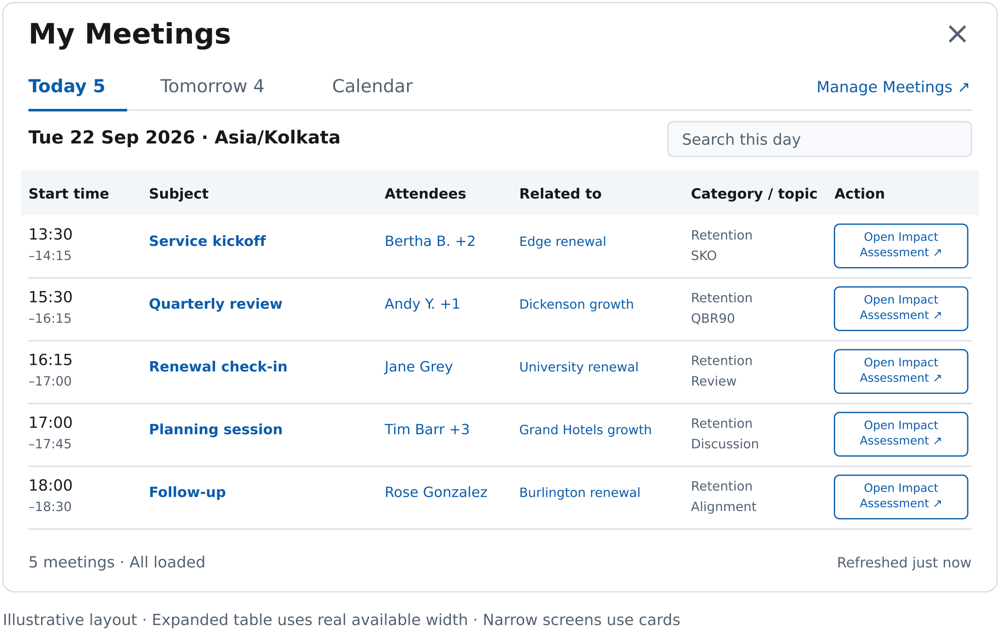 My Meetings ×
Today 5 Tomorrow 4 Calendar Manage Meetings ↗
Tue 22 Sep 2026 · Asia/Kolkata Search this day
Start time Subject Attendees Related to Category / topic Action
13:30 –14:15 Service kickoff Bertha B. +2 Edge renewal Retention SKO Open Impact Assessment ↗
15:30 –16:15 Quarterly review Andy Y. +1 Dickenson growth Retention QBR90 Open Impact Assessment ↗
16:15 –17:00 Renewal check-in Jane Grey University renewal Retention Review Open Impact Assessment ↗
17:00 –17:45 Planning session Tim Barr +3 Grand Hotels growth Retention Discussion Open Impact Assessment ↗
18:00 –18:30 Follow-up Rose Gonzalez Burlington renewal Retention Alignment Open Impact Assessment ↗
5 meetings · All loaded Refreshed just now
Illustrative layout · Expanded table uses real available width · Narrow screens use cards